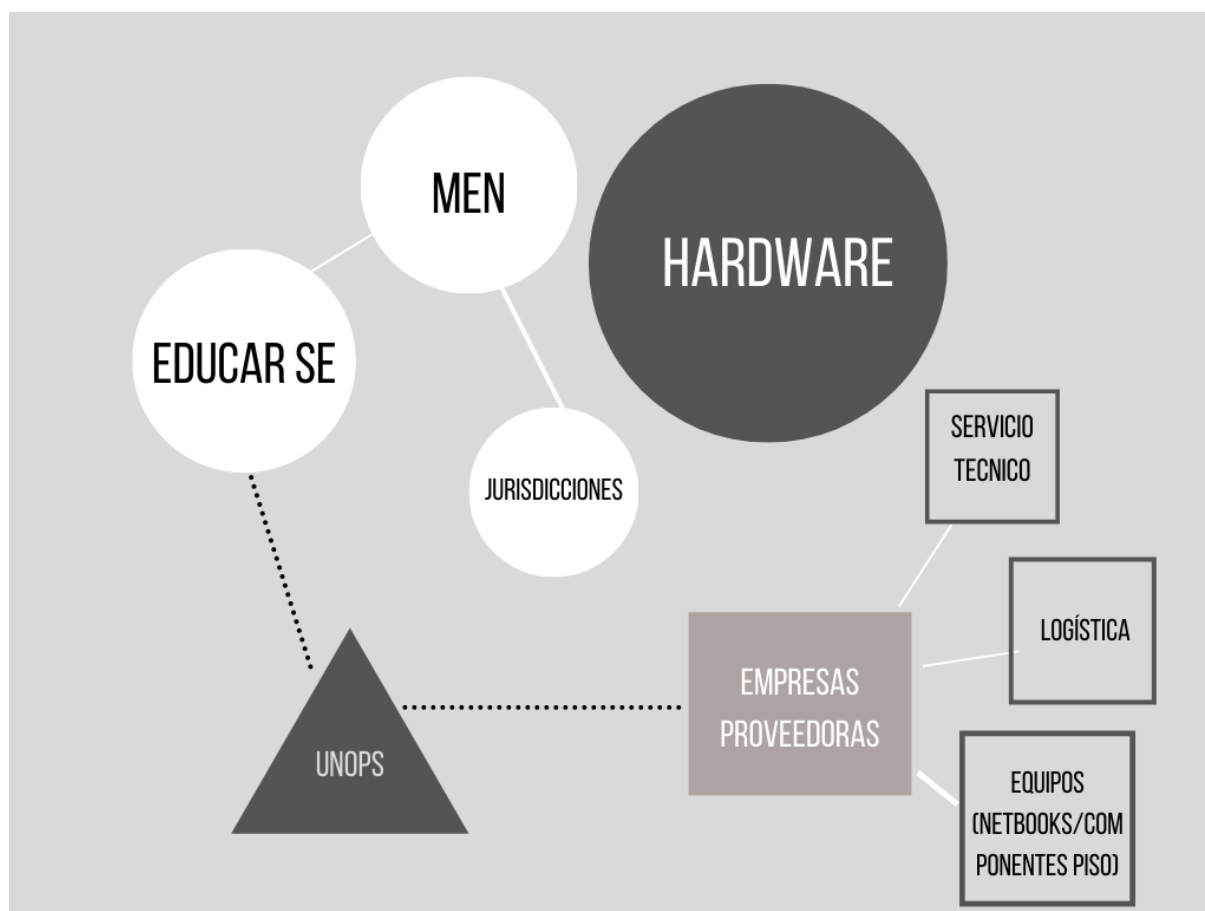 MEN
HARDWARE
EDUCAR SE
JURISDICCIONES
SERVICIO
TECNICO
LOGÍSTICA
EMPRESAS
PROVEEDORAS
UNOPS
EQUIPOS
(NETBOOKS/COM
PONENTES PISO)